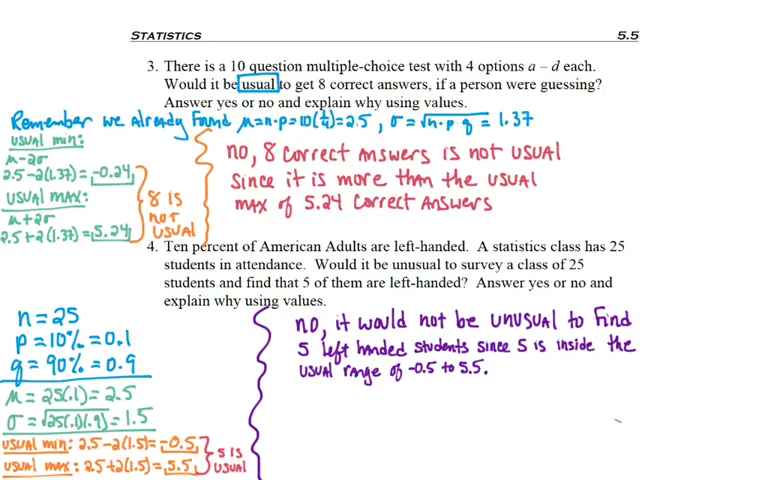 STATISTICS 5.5
3. There is a 10 question multiple-choice test with 4 options a – d each.
Would it be usual to get 8 correct answers, if a person were guessing?
Answer yes or no and explain why using values.
Remember we Already found μ=n·p=10(1/4)=2.5, σ=√n·p·q=1.37
USUAL min:
μ-2σ
2.5-2(1.37)=-0.24
USUAL MAX:
μ+2σ
2.5+2(1.37)=5.24
8 is
not
USUAL
no, 8 correct answers is not usual
since it is more than the usual
max of 5.24 correct answers
4. Ten percent of American Adults are left-handed. A statistics class has 25
students in attendance. Would it be unusual to survey a class of 25
students and find that 5 of them are left-handed? Answer yes or no and
explain why using values.
n=25
p=10%=0.1
q=90%=0.9
μ=25(.1)=2.5
σ=√25(.1)(.9)=1.5
usual min: 2.5-2(1.5)=-0.5
usual max: 2.5+2(1.5)=5.5
5 is
usual
no, it would not be unusual to find
5 left handed students since 5 is inside the
usual range of -0.5 to 5.5.